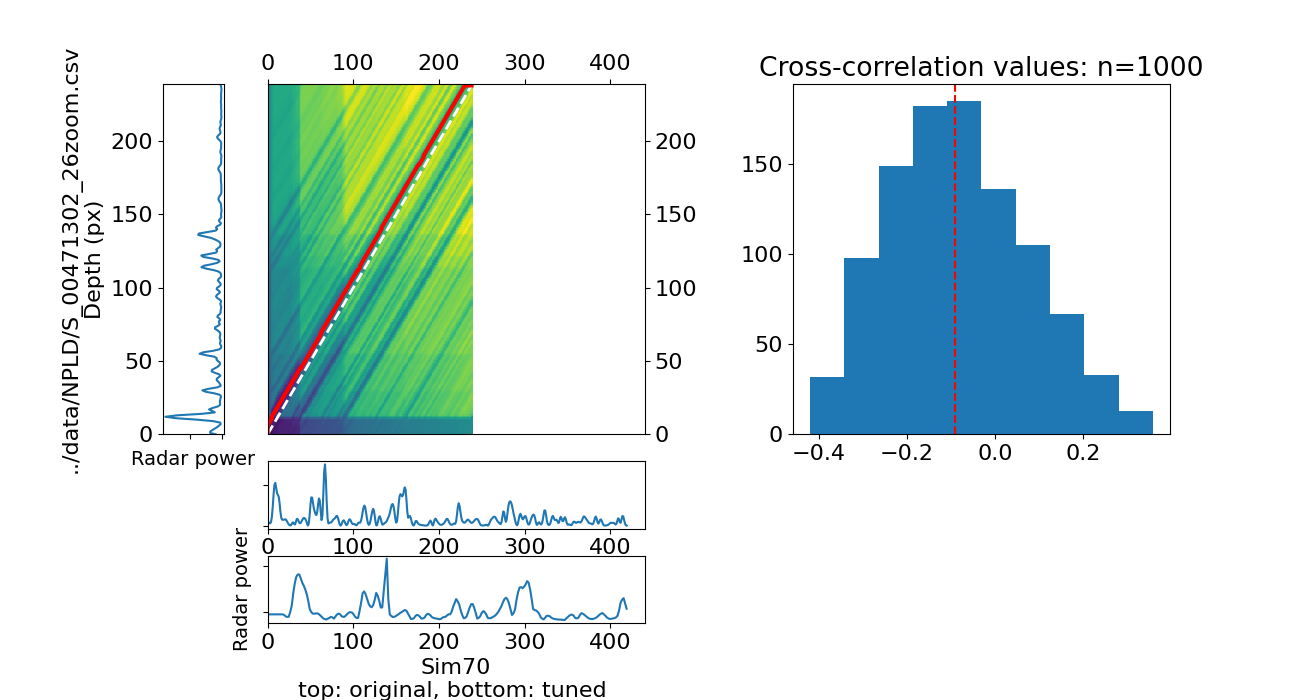 0 100 200 300 400
Cross-correlation values: n=1000
../data/NPLD/S_00471302_26zoom.csv
Depth (px)
200
150
100
50
0
200
150
100
50
0
150
100
50
0
−0.4 −0.2 0.0 0.2
Radar power
0 100 200 300 400
Radar power
0 100 200 300 400
Sim70
top: original, bottom: tuned